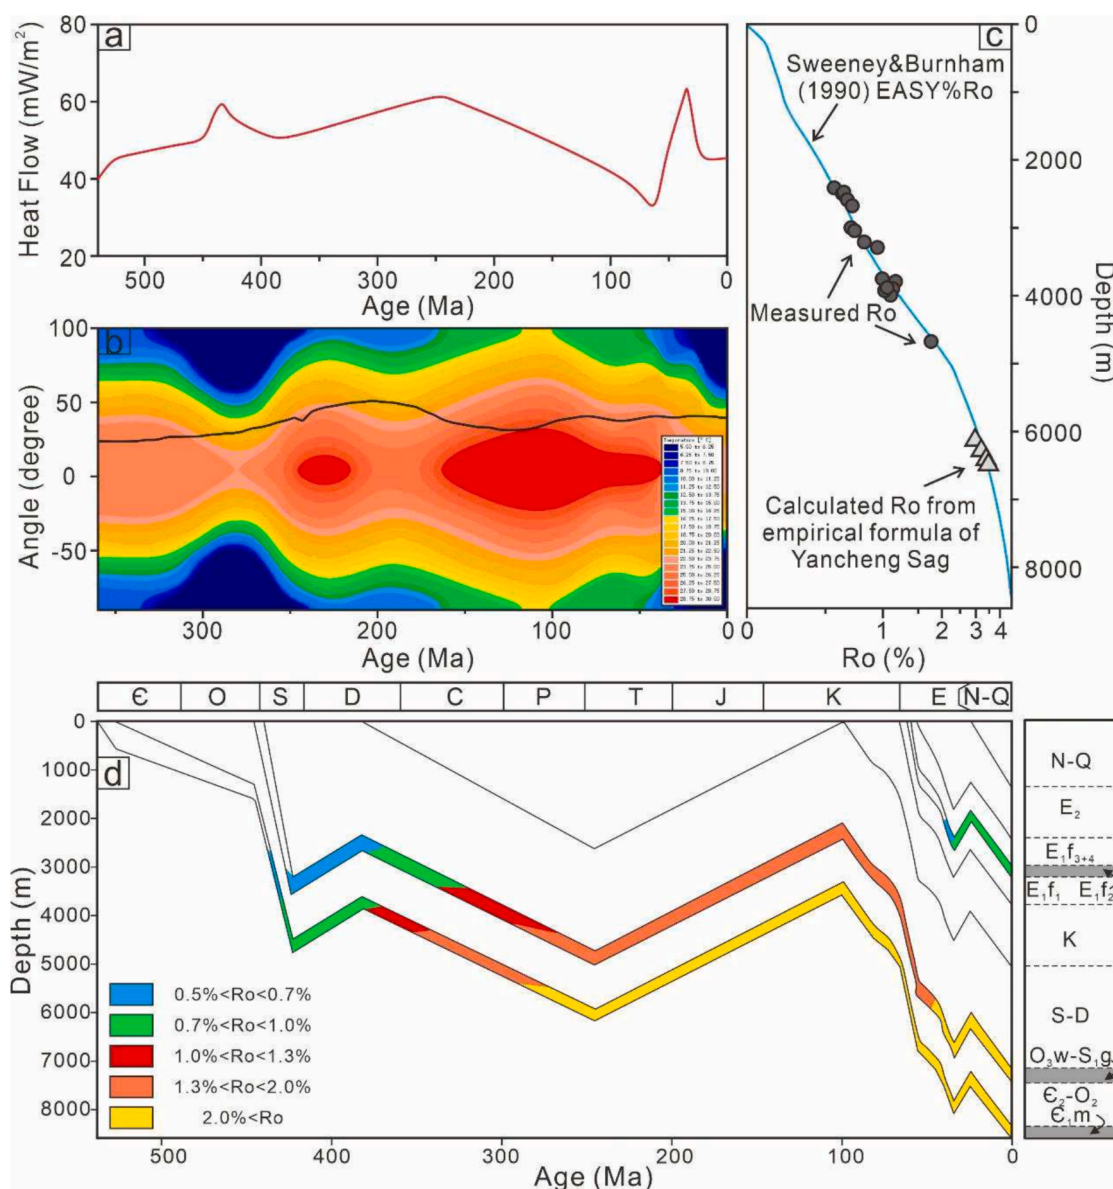 a
Heat Flow (mW/m²)
80
60
40
20
500
400
300
200
100
0
Age (Ma)
b
Angle (degree)
100
50
0
-50
300
200
100
0
Age (Ma)
Temperature [° C]
c
Sweeney&Burnham
(1990) EASY%Ro
Measured Ro
Calculated Ro from
empirical formula of
Yancheng Sag
0
2000
4000
6000
8000
Depth (m)
0
1
2
3
4
Ro (%)
Є
O
S
D
C
P
T
J
K
E
N-Q
d
Depth (m)
0
1000
2000
3000
4000
5000
6000
7000
8000
0.5%<Ro<0.7%
0.7%<Ro<1.0%
1.0%<Ro<1.3%
1.3%<Ro<2.0%
2.0%<Ro
500
400
300
200
100
0
Age (Ma)
N-Q
E₂
E₁f₃₊₄
E₁f₁ E₁f₂
K
S-D
O₃w-S₁g
Є₂-O₂
Є₁m